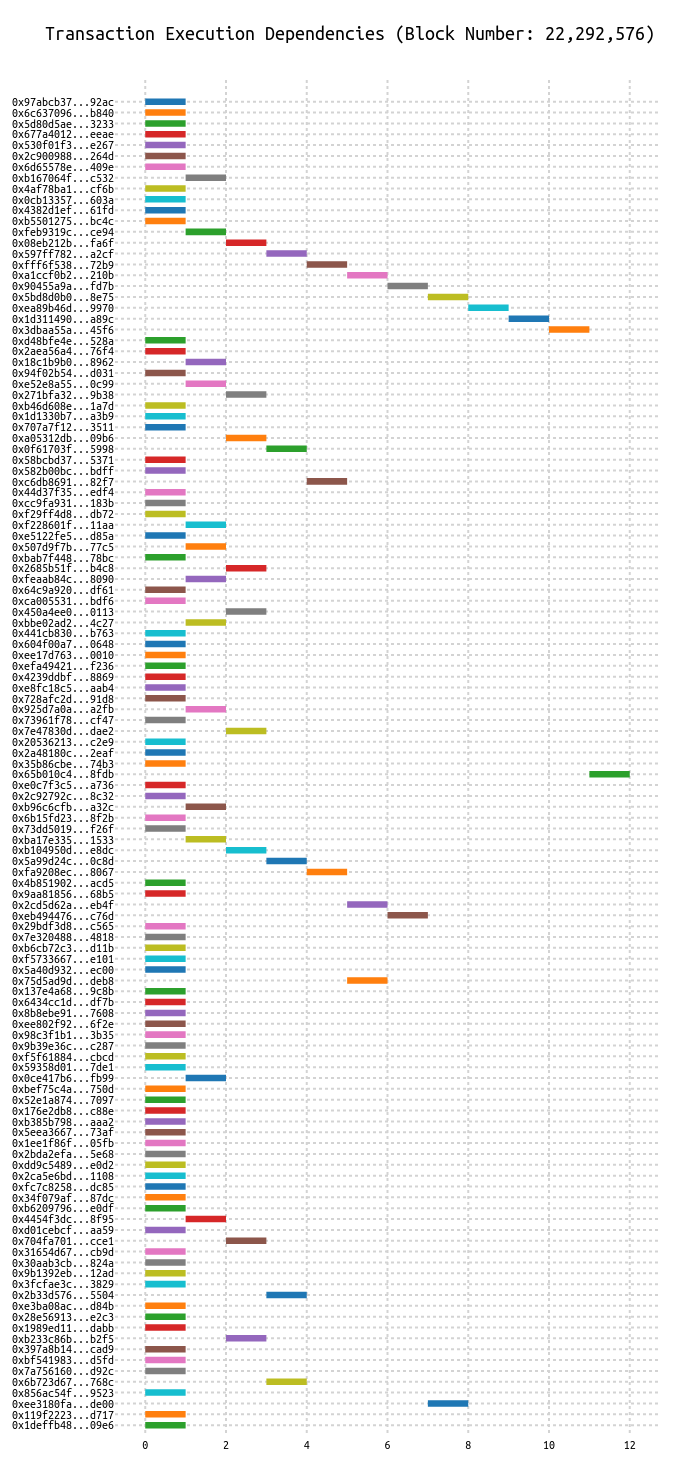 Transaction Execution Dependencies (Block Number: 22,292,576)
0x97abcb37...92ac
0x6c637096...b840
0x5d80d5ae...3233
0x677a4012...eeae
0x530f01f3...e267
0x2c900988...264d
0x6d65578e...409e
0xb167064f...c532
0x4af78ba1...cf6b
0x0cb13357...603a
0x4382d1ef...61fd
0xb5501275...bc4c
0xfeb9319c...ce94
0x08eb212b...fa6f
0x597ff782...a2cf
0xfff6f538...72b9
0xa1ccf0b2...210b
0x90455a9a...fd7b
0x5bd8d0b0...8e75
0xea89b46d...9970
0x1d311490...a89c
0x3dbaa55a...45f6
0xd48bfe4e...528a
0x2aea56a4...76f4
0x18c1b9b0...8962
0x94f02b54...d031
0xe52e8a55...0c99
0x271bfa32...9b38
0xb46d608e...1a7d
0x1d1330b7...a3b9
0x707a7f12...3511
0xa05312db...09b6
0x0f61703f...5998
0x58bcbd37...5371
0x582b00bc...bdff
0xc6db8691...82f7
0x44d37f35...edf4
0xcc9fa931...183b
0xf29ff4d8...db72
0xf228601f...11aa
0xe5122fe5...d85a
0x507d9f7b...77c5
0xbab7f448...78bc
0x2685b51f...b4c8
0xfeaab84c...8090
0x64c9a920...df61
0xca005531...bdf6
0x450a4ee0...0113
0xbbe02ad2...4c27
0x441cb830...b763
0x604f00a7...0648
0xee17d763...0010
0xefa49421...f236
0x4239ddbf...8869
0xe8fc18c5...aab4
0x728afc2d...91d8
0x925d7a0a...a2fb
0x73961f78...cf47
0x7e47830d...dae2
0x20536213...c2e9
0x2a48180c...2eaf
0x35b86cbe...74b3
0x65b010c4...8fdb
0xe0c7f3c5...a736
0x2c92792c...8c32
0xb96c6cfb...a32c
0x6b15fd23...8f2b
0x73dd5019...f26f
0xba17e335...1533
0xb104950d...e8dc
0x5a99d24c...0c8d
0xfa9208ec...8067
0x4b851902...acd5
0x9aa81856...68b5
0x2cd5d62a...eb4f
0xeb494476...c76d
0x29bdf3d8...c565
0x7e320488...4818
0xb6cb72c3...d11b
0xf5733667...e101
0x5a40d932...ec00
0x75d5ad9d...deb8
0x137e4a68...9c8b
0x6434cc1d...df7b
0x8b8ebe91...7608
0xee802f92...6f2e
0x98c3f1b1...3b35
0x9b39e36c...c287
0xf5f61884...cbcd
0x59358d01...7de1
0x0ce417b6...fb99
0xbef75c4a...750d
0x52e1a874...7097
0x176e2db8...c88e
0xb385b798...aaa2
0x5eea3667...73af
0x1ee1f86f...05fb
0x2bda2efa...5e68
0xdd9c5489...e0d2
0x2ca5e6bd...1108
0xfc7c8258...dc85
0x34f079af...87dc
0xb6209796...e0df
0x4454f3dc...8f95
0xd01cebcf...aa59
0x704fa701...cce1
0x31654d67...cb9d
0x30aab3cb...824a
0x9b1392eb...12ad
0x3fcfae3c...3829
0x2b33d576...5504
0xe3ba08ac...d84b
0x28e56913...e2c3
0x1989ed11...dabb
0xb233c86b...b2f5
0x397a8b14...cad9
0xbf541983...d5fd
0x7a756160...d92c
0x6b723d67...768c
0x856ac54f...9523
0xee3180fa...de00
0x119f2223...d717
0x1deffb48...09e6
0 2 4 6 8 10 12